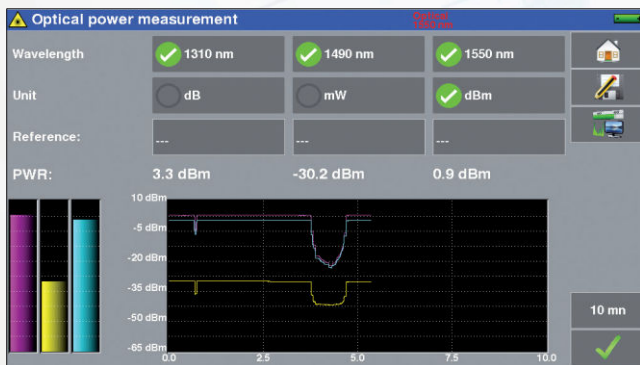 Optical power measurement
Optical
Wavelength 1310 nm 1490 nm 1550 nm
Unit dB mW dBm
Reference: --- --- ---
PWR: 3.3 dBm -30.2 dBm 0.9 dBm
10 dBm
-5 dBm
-20 dBm
-35 dBm
-50 dBm
-65 dBm
0.0 2.5 5.0 7.5 10.0
10 mn